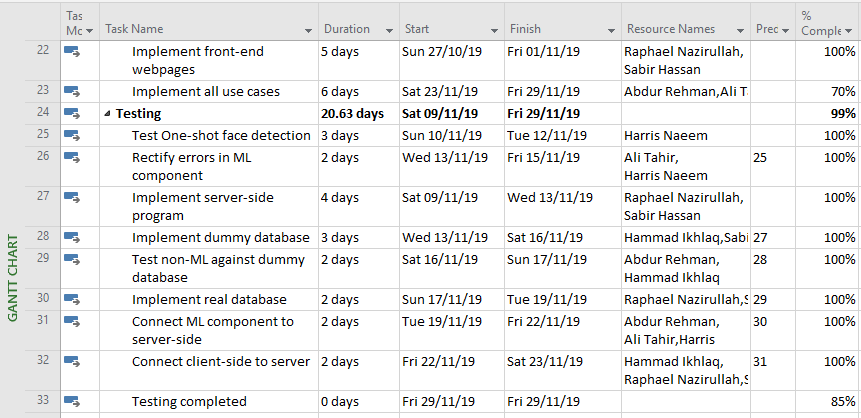 Tas
Mc Task Name Duration Start Finish Resource Names Prec %
Comple
22 Implement front-end
webpages 5 days Sun 27/10/19 Fri 01/11/19 Raphael Nazirullah,
Sabir Hassan 100%
23 Implement all use cases 6 days Sat 23/11/19 Fri 29/11/19 Abdur Rehman,Ali T 70%
24 Testing 20.63 days Sat 09/11/19 Fri 29/11/19 99%
25 Test One-shot face detection 3 days Sun 10/11/19 Tue 12/11/19 Harris Naeem 100%
26 Rectify errors in ML
component 2 days Wed 13/11/19 Fri 15/11/19 Ali Tahir,
Harris Naeem 25 100%
27 Implement server-side
program 4 days Sat 09/11/19 Wed 13/11/19 Raphael Nazirullah,
Sabir Hassan 100%
28 Implement dummy database 3 days Wed 13/11/19 Sat 16/11/19 Hammad Ikhlaq,Sabi 27 100%
29 Test non-ML against dummy
database 2 days Sat 16/11/19 Sun 17/11/19 Abdur Rehman,
Hammad Ikhlaq 28 100%
30 Implement real database 2 days Sun 17/11/19 Tue 19/11/19 Raphael Nazirullah,S 29 100%
31 Connect ML component to
server-side 2 days Tue 19/11/19 Fri 22/11/19 Abdur Rehman,
Ali Tahir,Harris 30 100%
32 Connect client-side to server 2 days Fri 22/11/19 Sat 23/11/19 Hammad Ikhlaq,
Raphael Nazirullah,S 31 100%
33 Testing completed 0 days Fri 29/11/19 Fri 29/11/19 85%
GANTT CHART